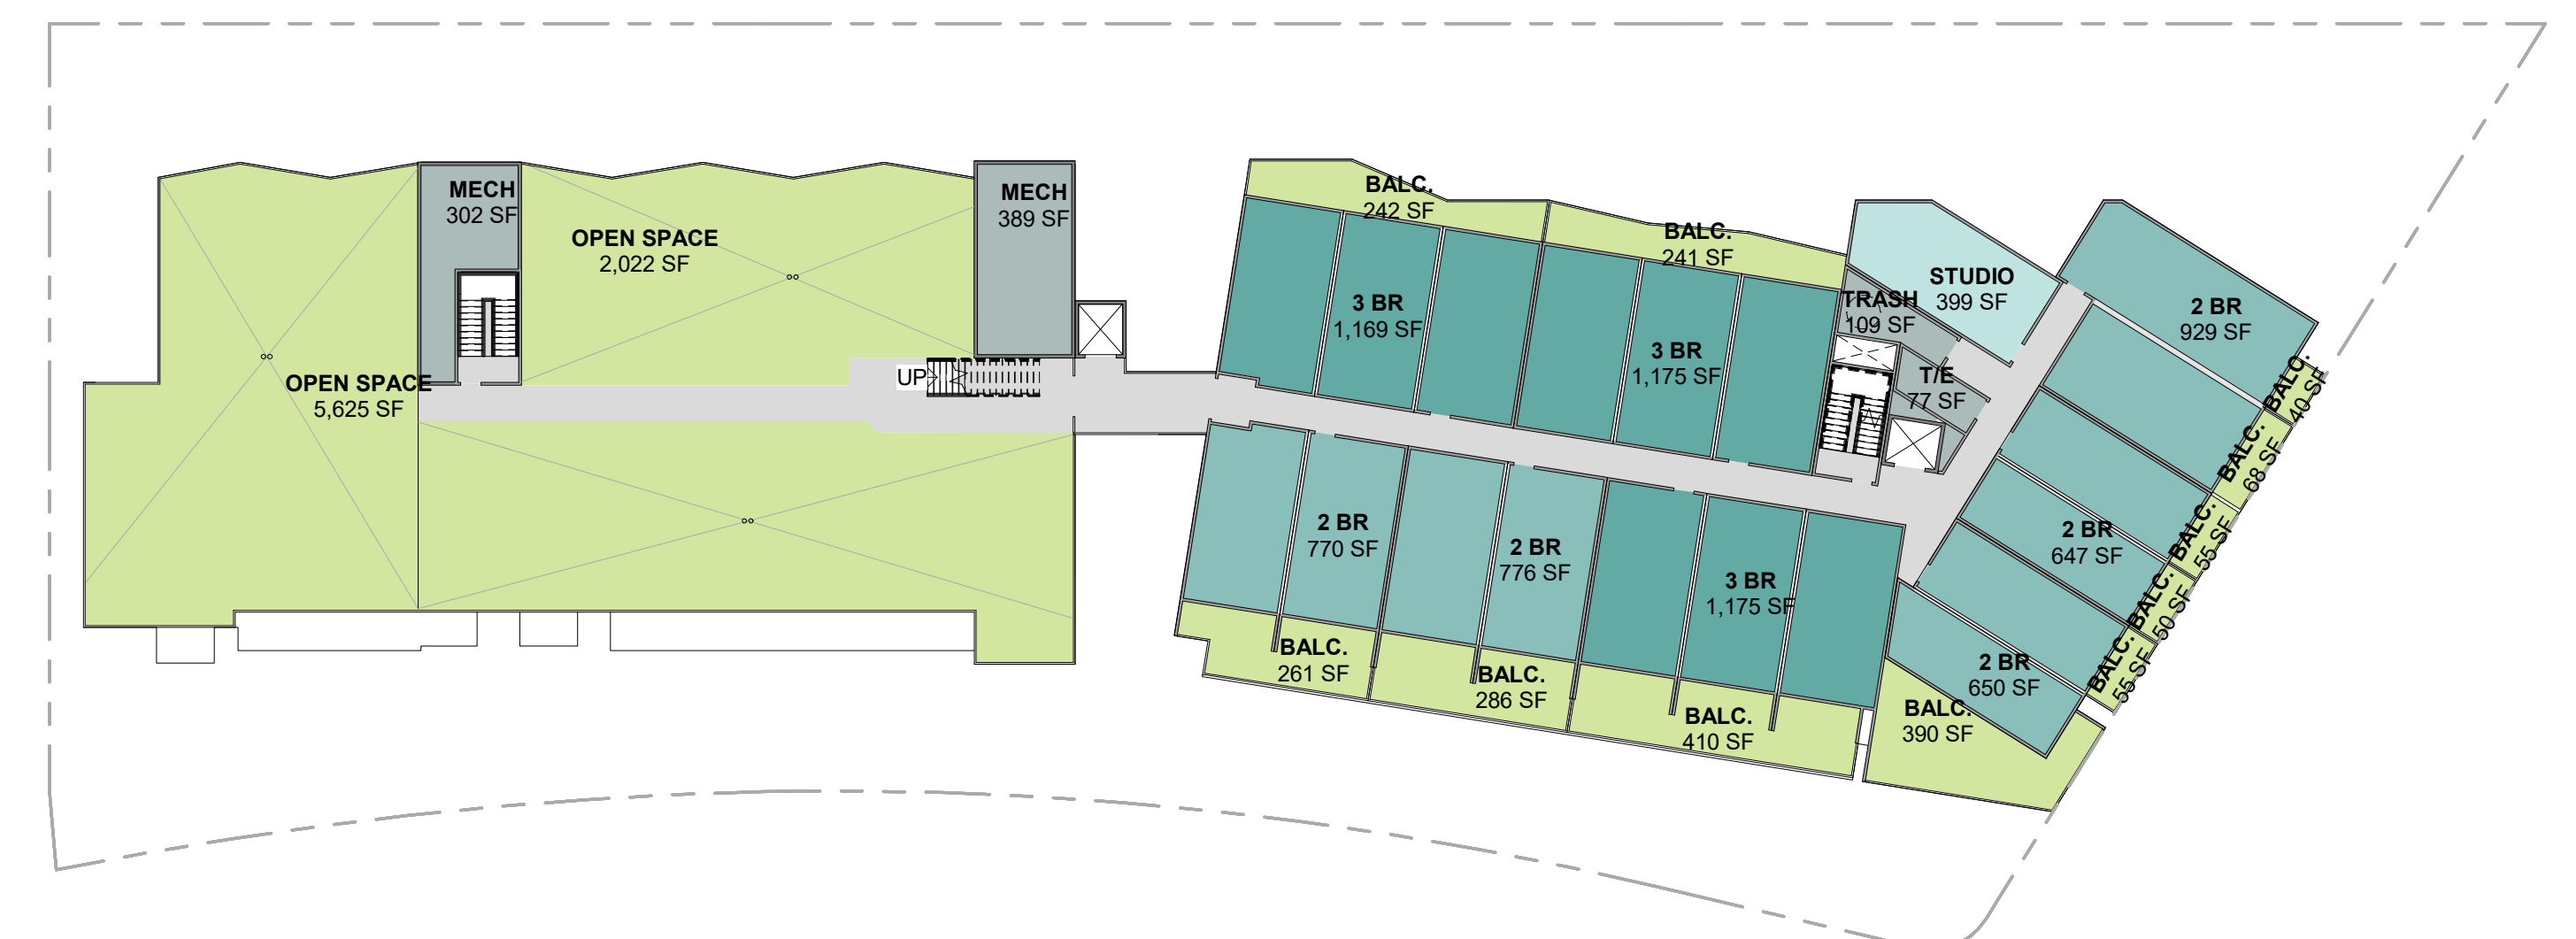 MECH
302 SF
OPEN SPACE
2,022 SF
MECH
389 SF
OPEN SPACE
5,625 SF
UP
BALC.
242 SF
BALC.
241 SF
3 BR
1,169 SF
3 BR
1,175 SF
TRASH
109 SF
STUDIO
399 SF
T/E
77 SF
2 BR
929 SF
BALC.
40 SF
BALC.
68 SF
BALC.
55 SF
BALC.
50 SF
BALC.
55 SF
2 BR
647 SF
2 BR
650 SF
2 BR
770 SF
2 BR
776 SF
3 BR
1,175 SF
BALC.
261 SF
BALC.
286 SF
BALC.
410 SF
BALC.
390 SF